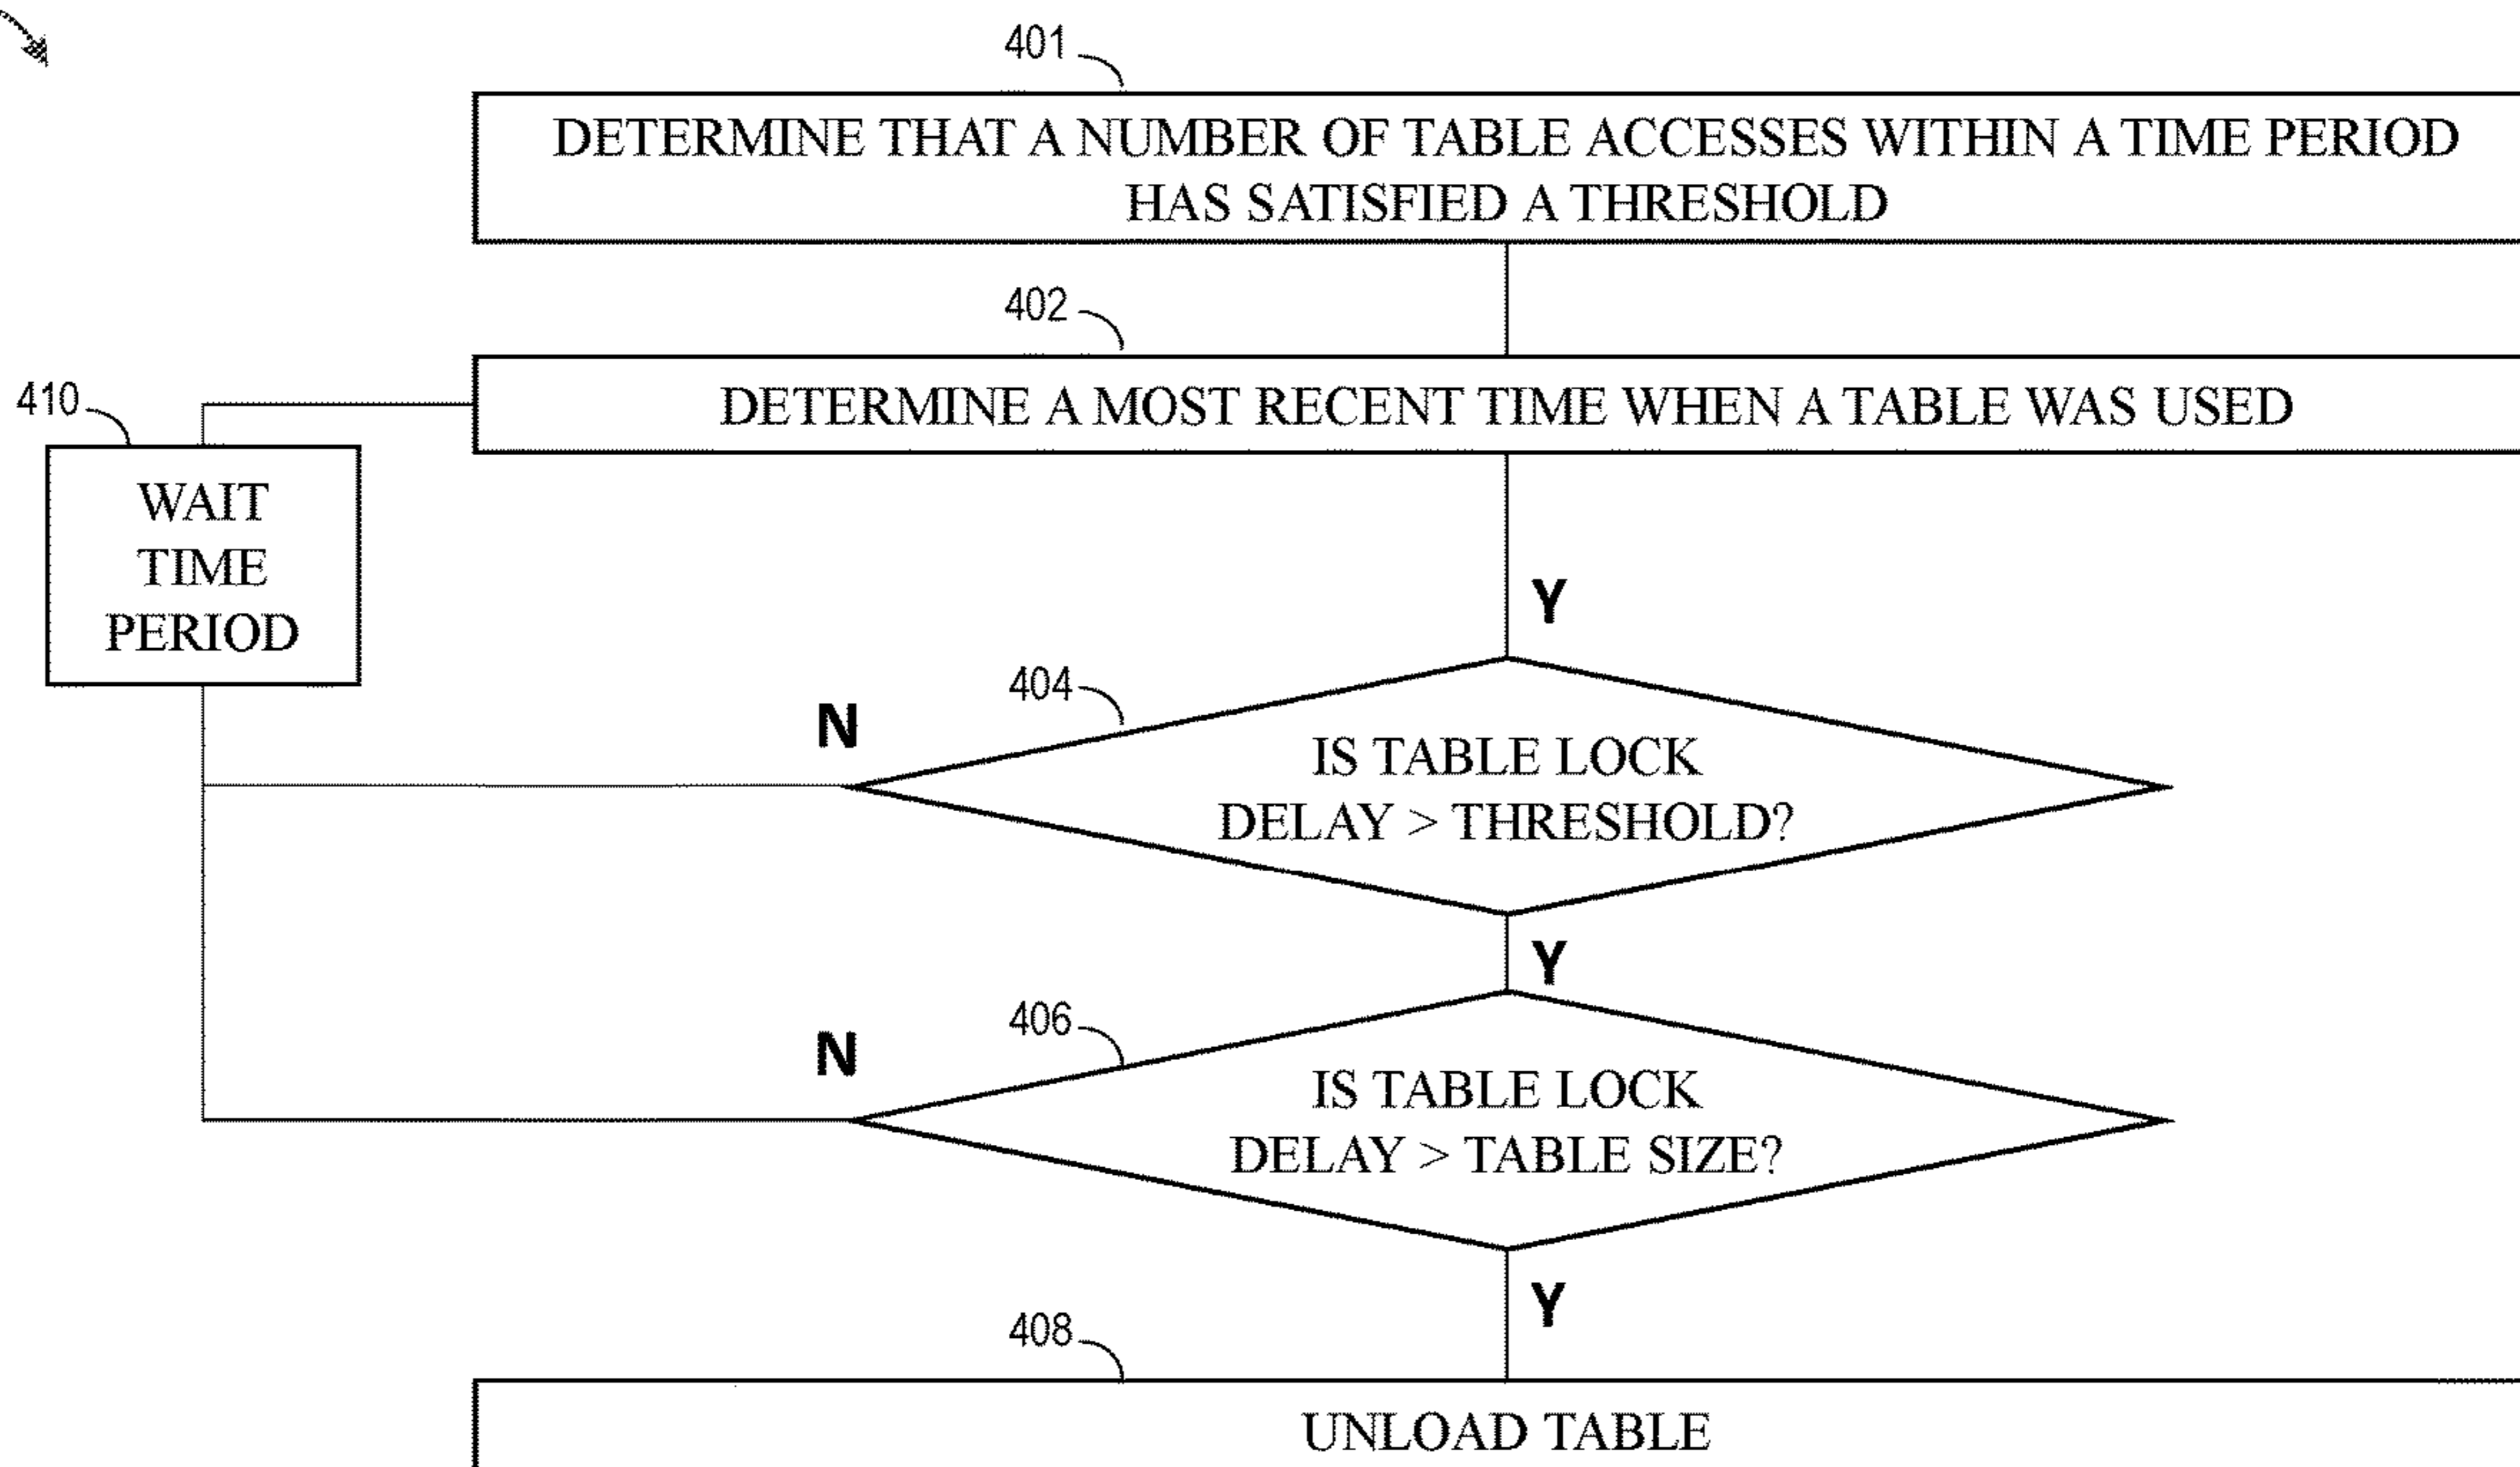 401
DETERMINE THAT A NUMBER OF TABLE ACCESSES WITHIN A TIME PERIOD
HAS SATISFIED A THRESHOLD
402
DETERMINE A MOST RECENT TIME WHEN A TABLE WAS USED
410
WAIT
TIME
PERIOD
Y
404
N
IS TABLE LOCK
DELAY > THRESHOLD?
Y
406
N
IS TABLE LOCK
DELAY > TABLE SIZE?
Y
408
UNLOAD TABLE